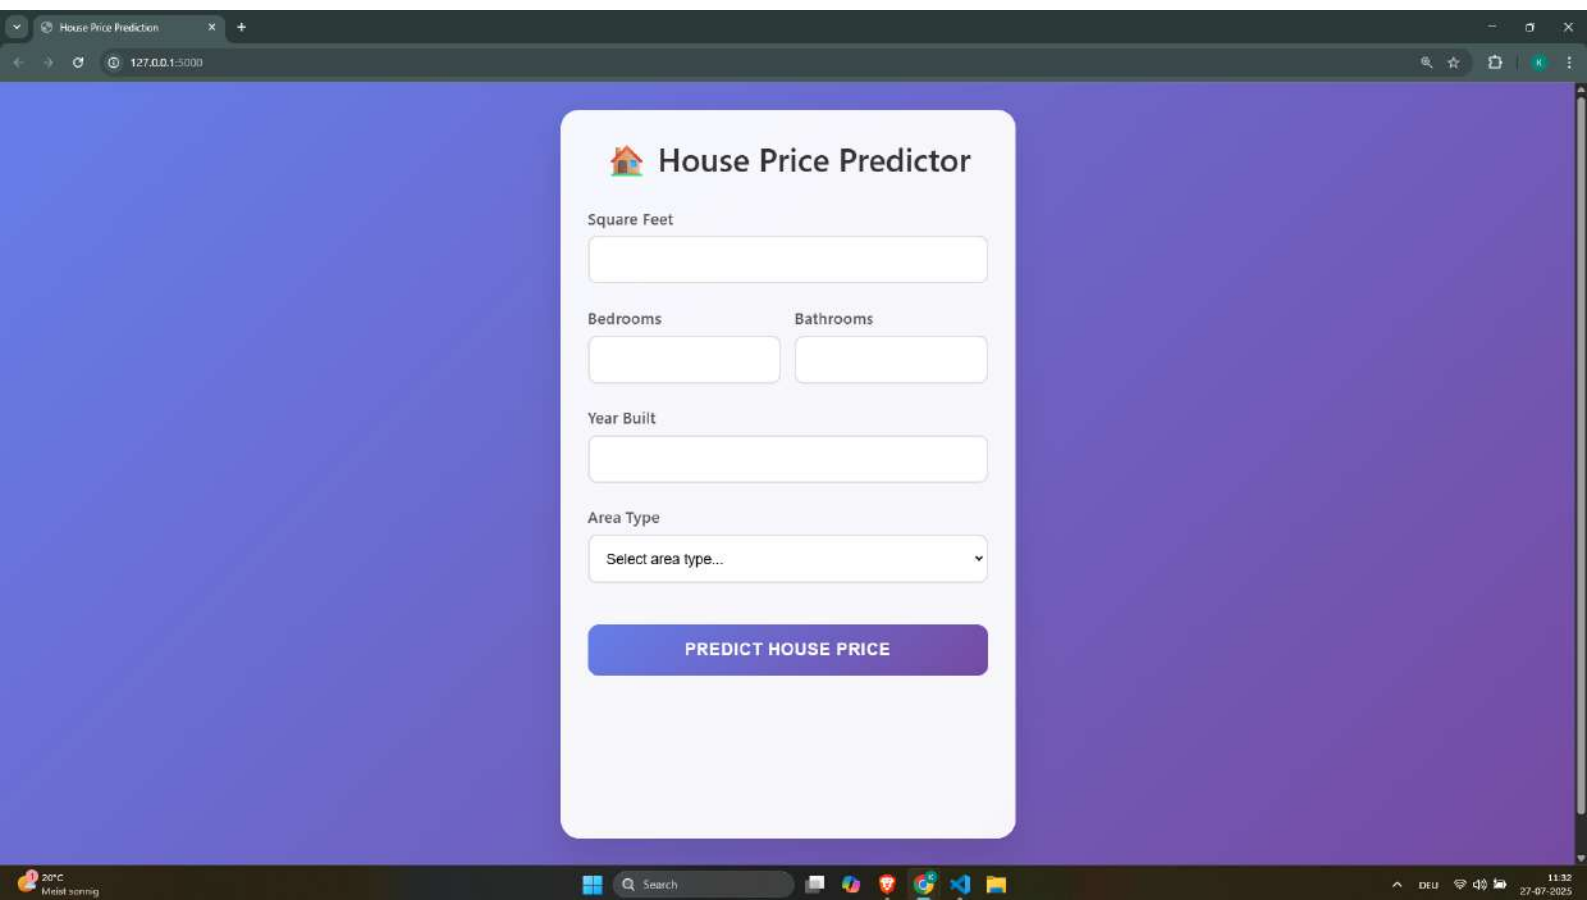 House Price Prediction
127.0.0.1:5000
K
House Price Predictor
Square Feet
Bedrooms Bathrooms
Year Built
Area Type
Select area type...
PREDICT HOUSE PRICE
1
20°C
Meist sonnig
Search
K
DEU
11:32
27-07-2025